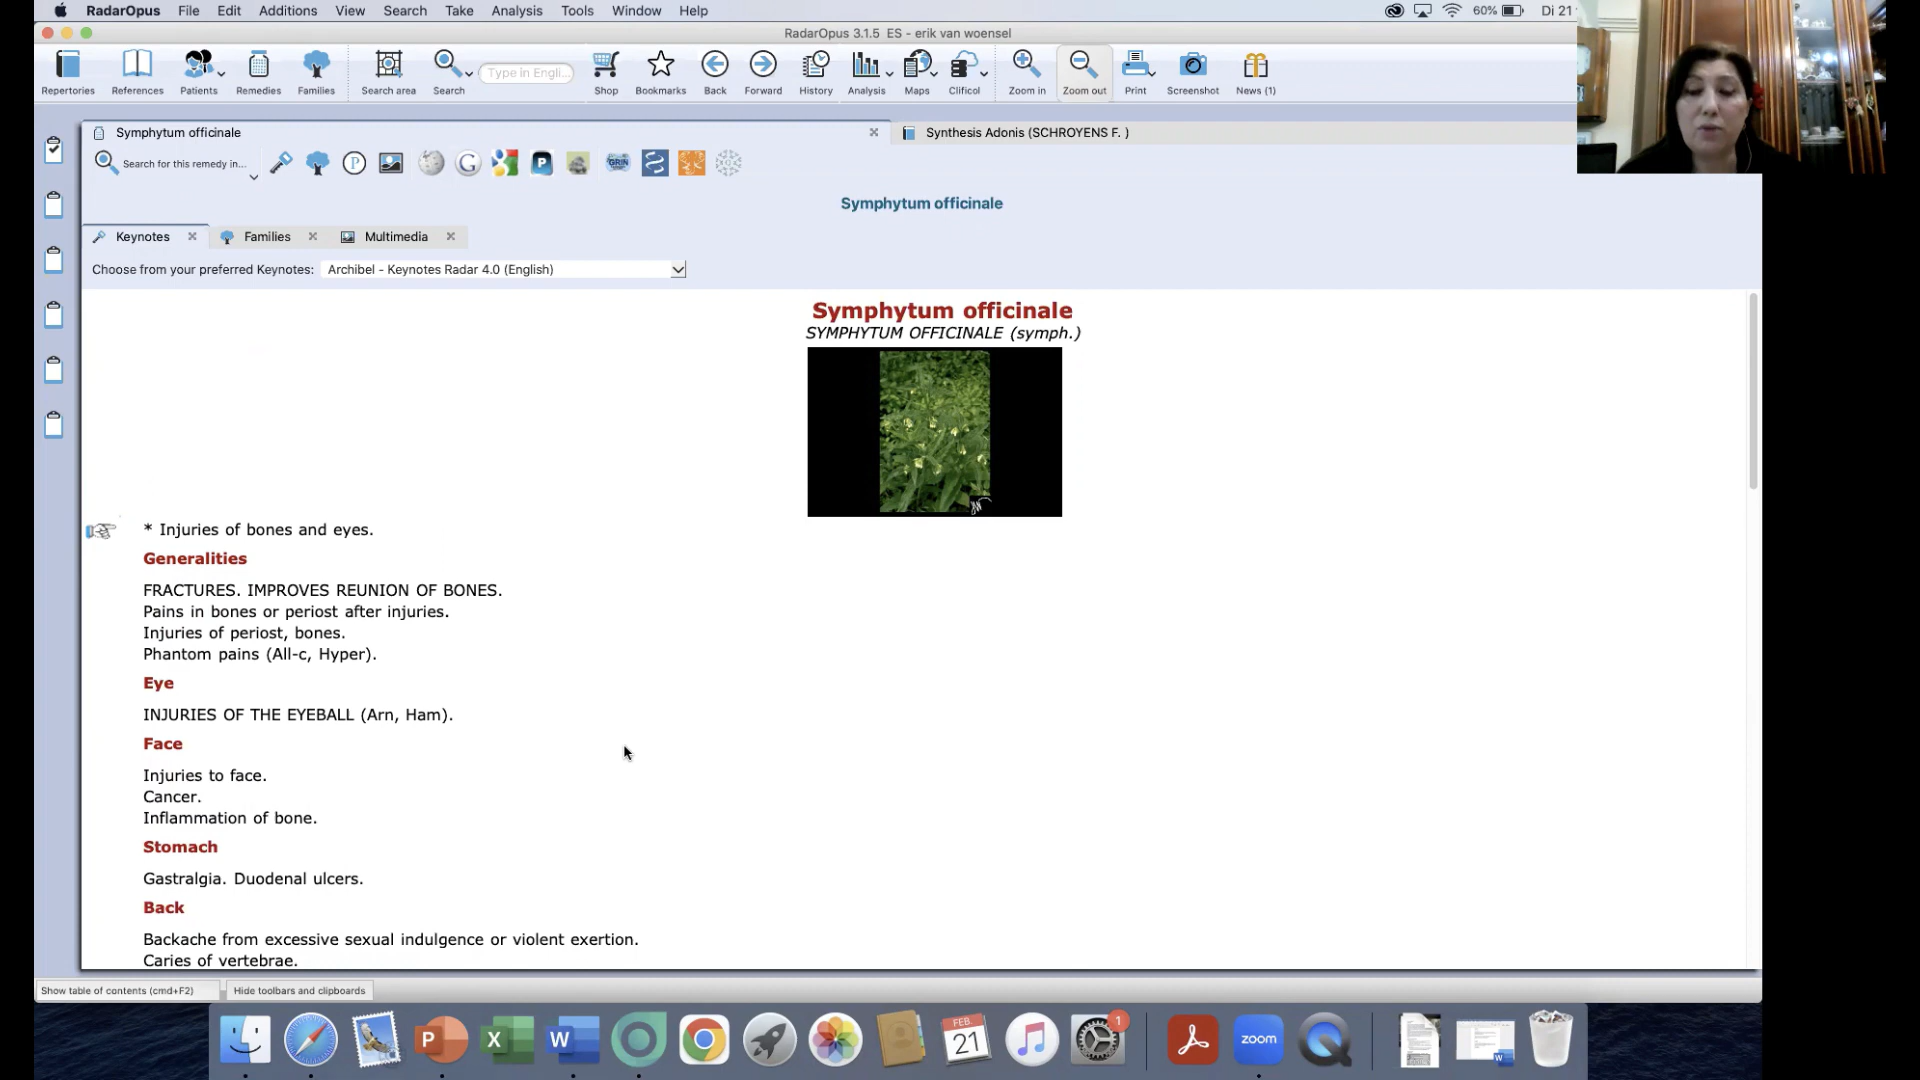 RadarOpus File Edit Additions View Search Take Analysis Tools Window Help 60% Di 21
RadarOpus 3.1.5 ES - erik van woensel
Type in Engli...
Repertories References Patients Remedies Families Search area Search Shop Bookmarks Back Forward History Analysis Maps Clificol Zoom in Zoom out Print Screenshot News (1)
Symphytum officinale Synthesis Adonis (SCHROYENS F. )
Search for this remedy in... P G P GRIN
Symphytum officinale
Keynotes Families Multimedia
Choose from your preferred Keynotes: Archibel - Keynotes Radar 4.0 (English)
Symphytum officinale
SYMPHYTUM OFFICINALE (symph.)
* Injuries of bones and eyes.
Generalities
FRACTURES. IMPROVES REUNION OF BONES.
Pains in bones or periost after injuries.
Injuries of periost, bones.
Phantom pains (All-c, Hyper).
Eye
INJURIES OF THE EYEBALL (Arn, Ham).
Face
Injuries to face.
Cancer.
Inflammation of bone.
Stomach
Gastralgia. Duodenal ulcers.
Back
Backache from excessive sexual indulgence or violent exertion.
Caries of vertebrae.
Show table of contents (cmd+F2) Hide toolbars and clipboards
P X W FEB. 21 1 zoom